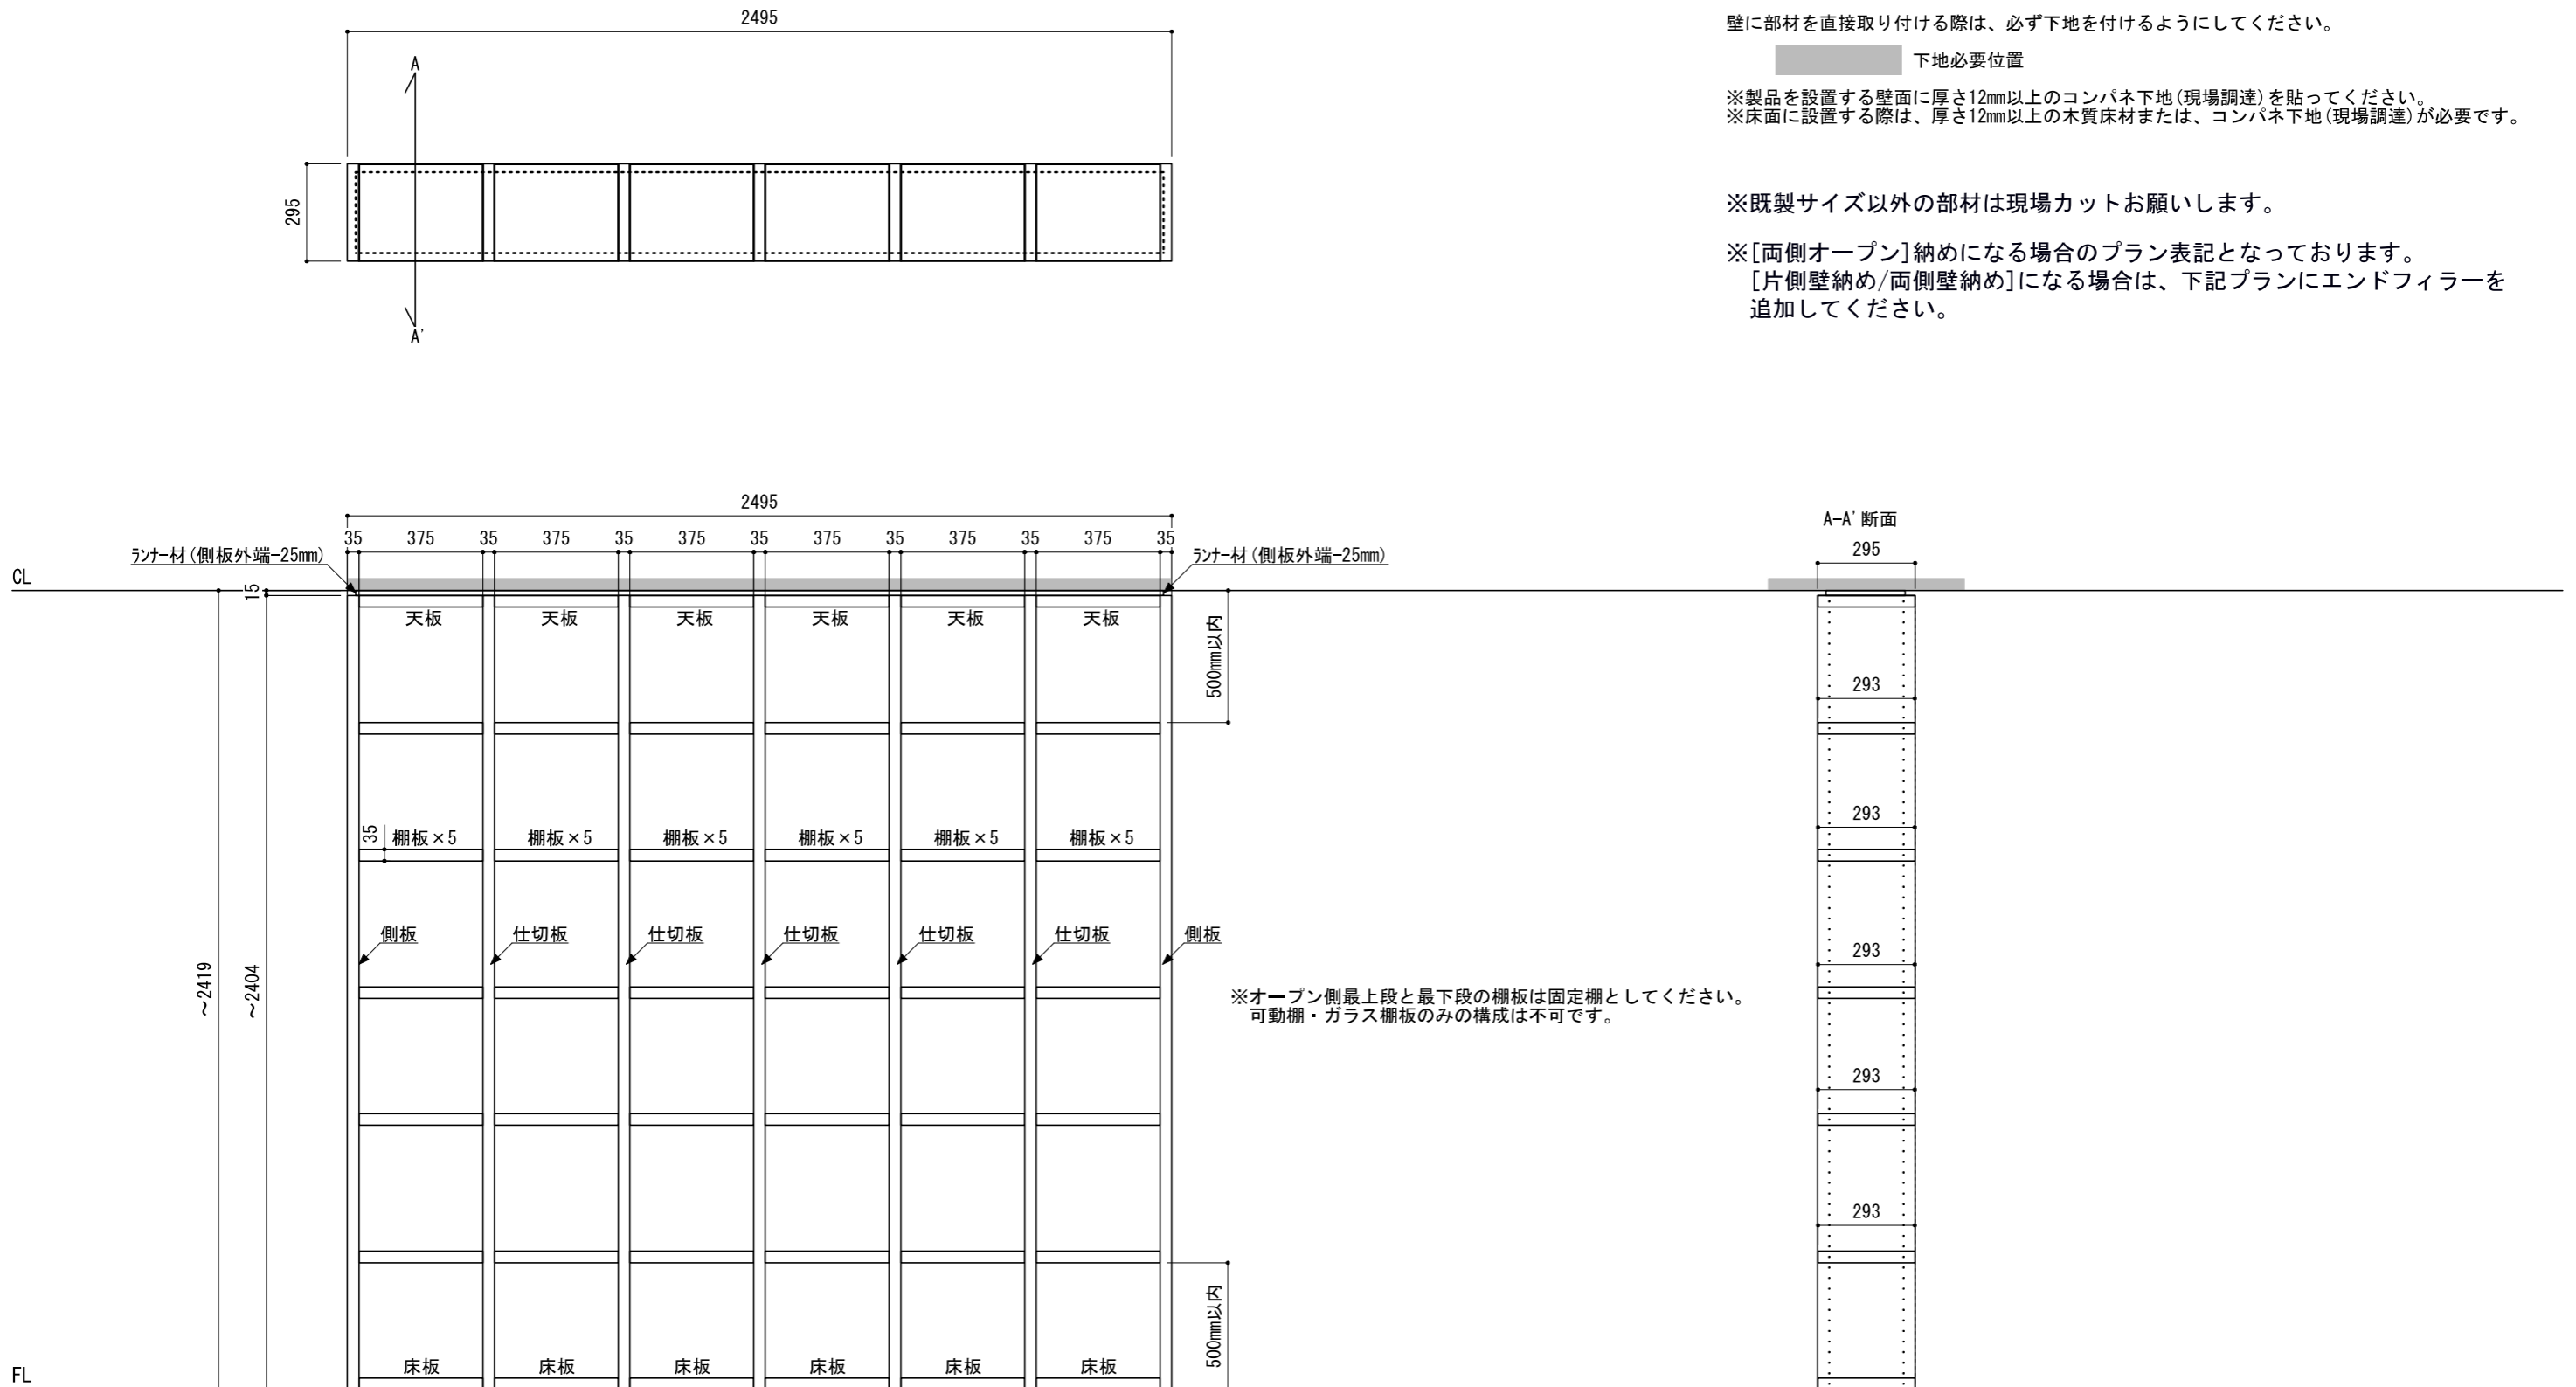 2495
壁に部材を直接取り付ける際は、必ず下地を付けるようにしてください。
下地必要位置
※製品を設置する壁面に厚さ12mm以上のコンパネ下地(現場調達)を貼ってください。
※床面に設置する際は、厚さ12mm以上の木質床材または、コンパネ下地(現場調達)が必要です。
A
295
A'
※既製サイズ以外の部材は現場カットお願いします。
※[両側オープン]納めになる場合のプラン表記となっております。
[片側壁納め/両側壁納め]になる場合は、下記プランにエンドフィラーを
追加してください。
2495
35 375 35 375 35 375 35 375 35 375 35 375 35
ランナー材(側板外端-25mm)
ランナー材(側板外端-25mm)
A-A'断面
295
CL
15
天板 天板 天板 天板 天板 天板
500mm以内
293
35
棚板×5 棚板×5 棚板×5 棚板×5 棚板×5 棚板×5
293
側板 仕切板 仕切板 仕切板 仕切板 仕切板 側板
293
~2419
~2404
※オープン側最上段と最下段の棚板は固定棚としてください。
可動棚・ガラス棚板のみの構成は不可です。
293
293
500mm以内
床板 床板 床板 床板 床板 床板
FL